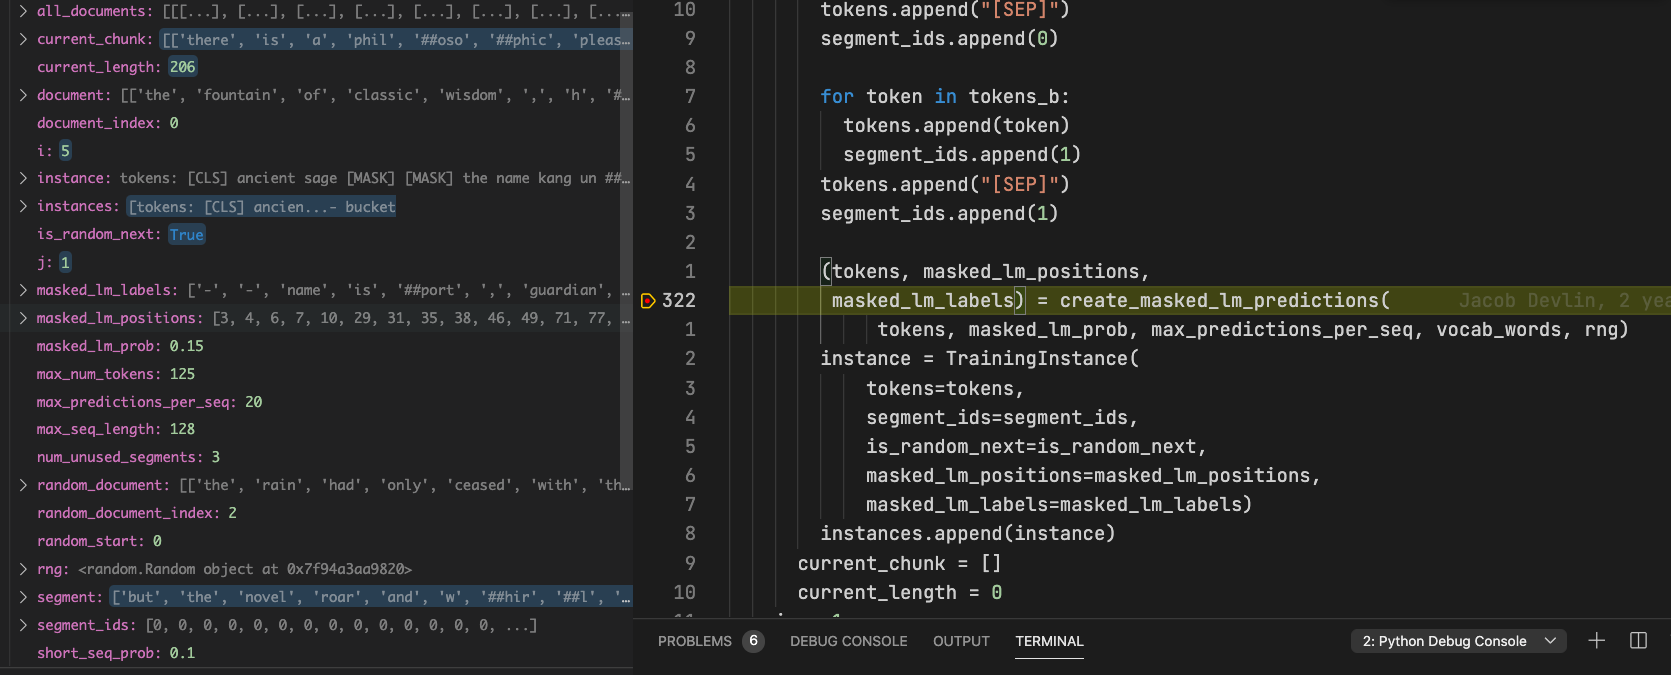 all_documents: [[[...], [...], [...], [...], [...], [...], [...], [...
current_chunk: [['there', 'is', 'a', 'phil', '##oso', '##phic', 'pleas…
current_length: 206
document: [['the', 'fountain', 'of', 'classic', 'wisdom', ',', 'h', '#…
document_index: 0
i: 5
instance: tokens: [CLS] ancient sage [MASK] [MASK] the name kang un ##…
instances: [tokens: [CLS] ancien...- bucket
is_random_next: True
j: 1
masked_lm_labels: ['-', '-', 'name', 'is', '##port', ',', 'guardian', …
masked_lm_positions: [3, 4, 6, 7, 10, 29, 31, 35, 38, 46, 49, 71, 77, …
masked_lm_prob: 0.15
max_num_tokens: 125
max_predictions_per_seq: 20
max_seq_length: 128
num_unused_segments: 3
random_document: [['the', 'rain', 'had', 'only', 'ceased', 'with', 'th…
random_document_index: 2
random_start: 0
rng: <random.Random object at 0x7f94a3aa9820>
segment: ['but', 'the', 'novel', 'roar', 'and', 'w', '##hir', '##l', '…
segment_ids: [0, 0, 0, 0, 0, 0, 0, 0, 0, 0, 0, 0, 0, 0, ...]
short_seq_prob: 0.1
10 tokens.append("[SEP]")
9 segment_ids.append(0)
8
7 for token in tokens_b:
6 tokens.append(token)
5 segment_ids.append(1)
4 tokens.append("[SEP]")
3 segment_ids.append(1)
2
1 (tokens, masked_lm_positions,
322 masked_lm_labels) = create_masked_lm_predictions( Jacob Devlin, 2 yea
1 tokens, masked_lm_prob, max_predictions_per_seq, vocab_words, rng)
2 instance = TrainingInstance(
3 tokens=tokens,
4 segment_ids=segment_ids,
5 is_random_next=is_random_next,
6 masked_lm_positions=masked_lm_positions,
7 masked_lm_labels=masked_lm_labels)
8 instances.append(instance)
9 current_chunk = []
10 current_length = 0
PROBLEMS 6 DEBUG CONSOLE OUTPUT TERMINAL 2: Python Debug Console